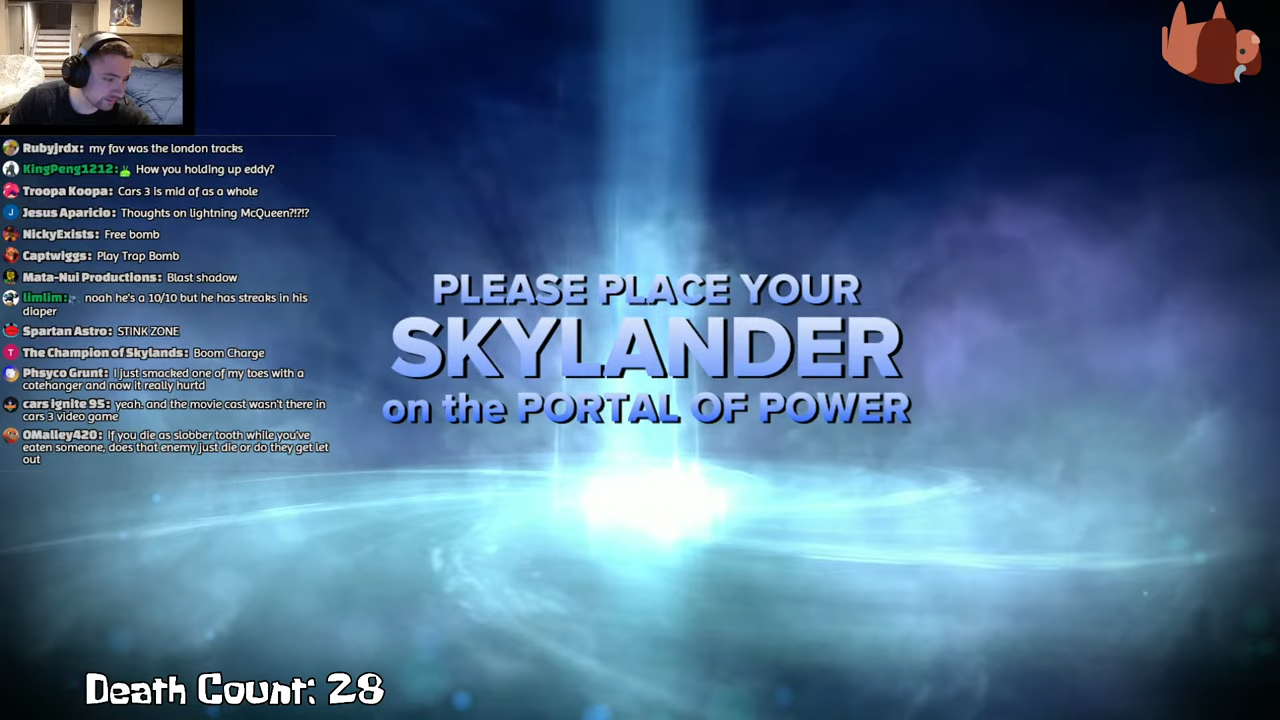 Rubyjrdx: my fav was the london tracks
KingPeng1212: How you holding up eddy?
Troopa Koopa: Cars 3 is mid af as a whole
J Jesus Aparicio: Thoughts on lightning McQueen?!?!?
NickyExists: Free bomb
Captwiggs: Play Trap Bomb
Mata-Nui Productions: Blast shadow
limlim: noah he's a 10/10 but he has streaks in his
diaper
Spartan Astro: STINK ZONE
T The Champion of Skylands: Boom Charge
Phsyco Grunt: I just smacked one of my toes with a
cotehanger and now it really hurtd
cars ignite 95: yeah. and the movie cast wasn't there in
cars 3 video game
OMalley420: If you die as slobber tooth while you've
eaten someone, does that enemy just die or do they get let
out
PLEASE PLACE YOUR
SKYLANDER
on the PORTAL OF POWER
Death Count: 28